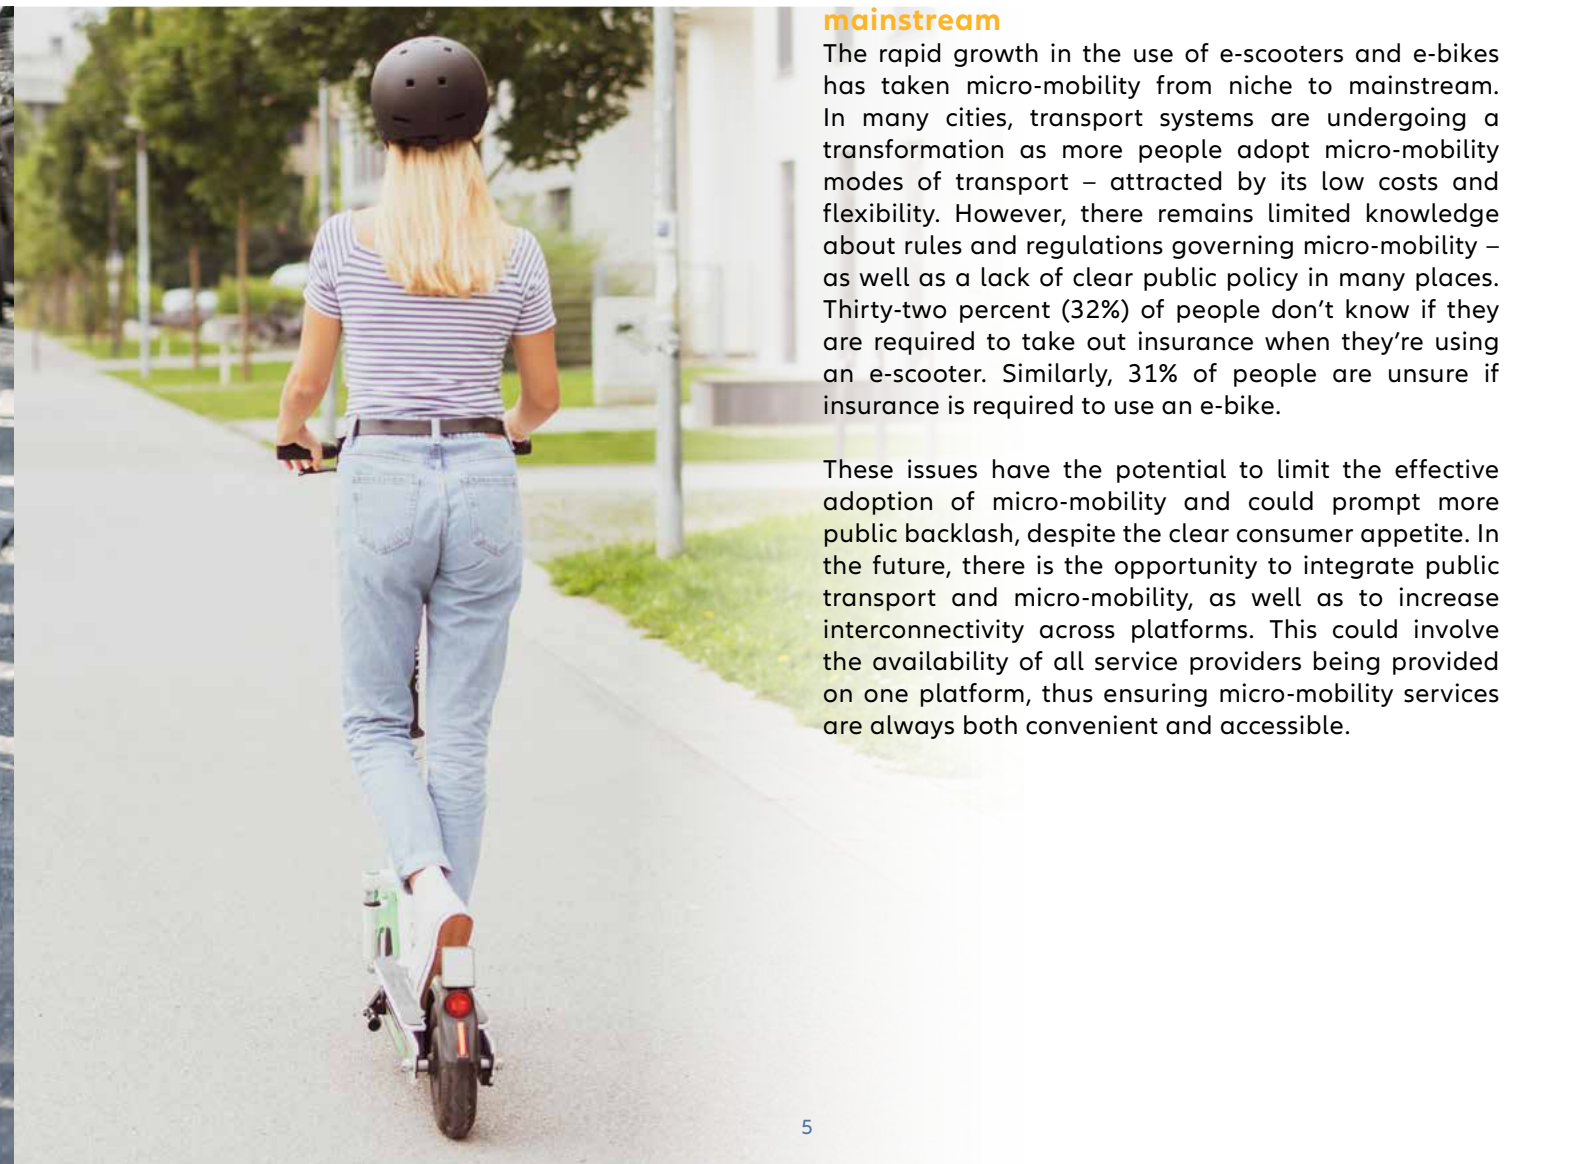 mainstream
The rapid growth in the use of e-scooters and e-bikes
has taken micro-mobility from niche to mainstream.
In many cities, transport systems are undergoing a
transformation as more people adopt micro-mobility
modes of transport – attracted by its low costs and
flexibility. However, there remains limited knowledge
about rules and regulations governing micro-mobility –
as well as a lack of clear public policy in many places.
Thirty-two percent (32%) of people don’t know if they
are required to take out insurance when they’re using
an e-scooter. Similarly, 31% of people are unsure if
insurance is required to use an e-bike.
These issues have the potential to limit the effective
adoption of micro-mobility and could prompt more
public backlash, despite the clear consumer appetite. In
the future, there is the opportunity to integrate public
transport and micro-mobility, as well as to increase
interconnectivity across platforms. This could involve
the availability of all service providers being provided
on one platform, thus ensuring micro-mobility services
are always both convenient and accessible.
5